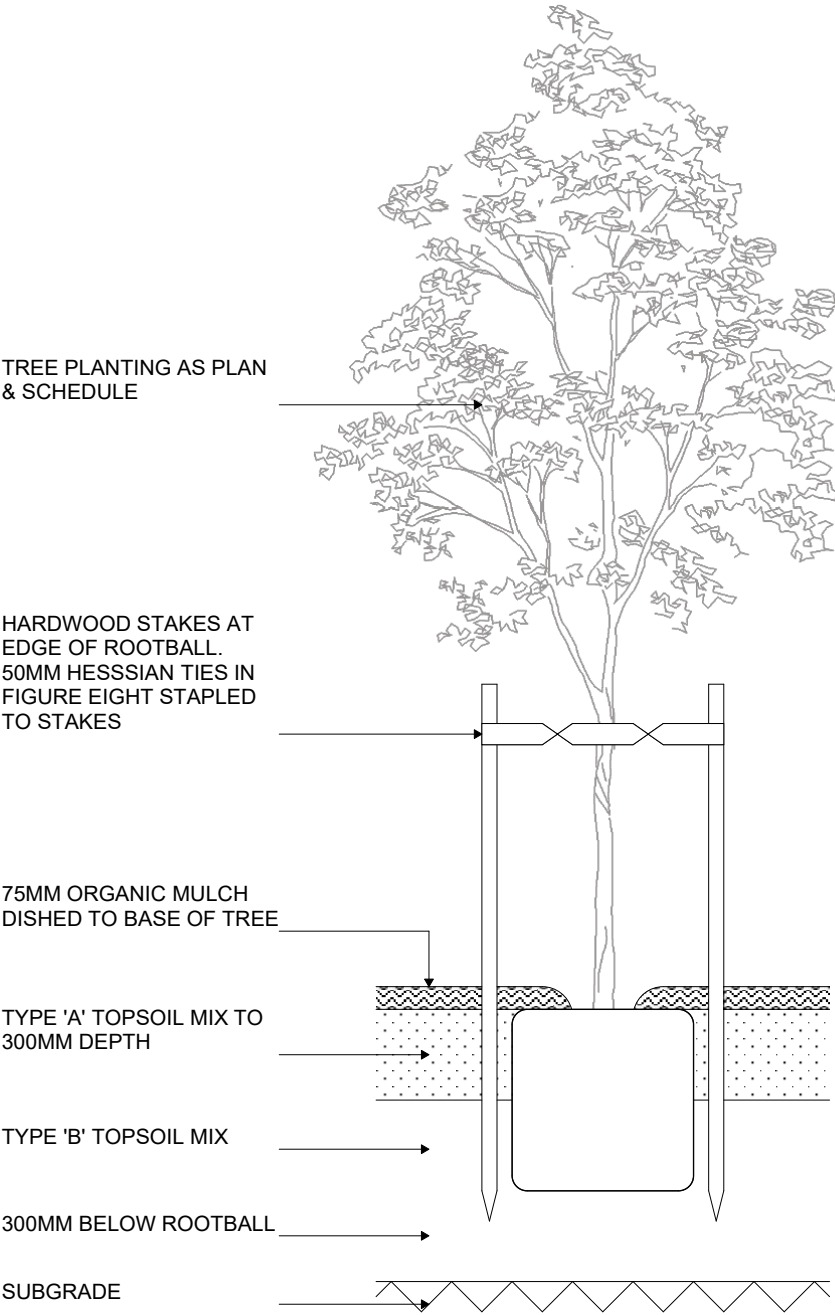 TREE PLANTING AS PLAN
& SCHEDULE
HARDWOOD STAKES AT
EDGE OF ROOTBALL.
50MM HESSSIAN TIES IN
FIGURE EIGHT STAPLED
TO STAKES
75MM ORGANIC MULCH
DISHED TO BASE OF TREE
TYPE 'A' TOPSOIL MIX TO
300MM DEPTH
TYPE 'B' TOPSOIL MIX
300MM BELOW ROOTBALL
SUBGRADE